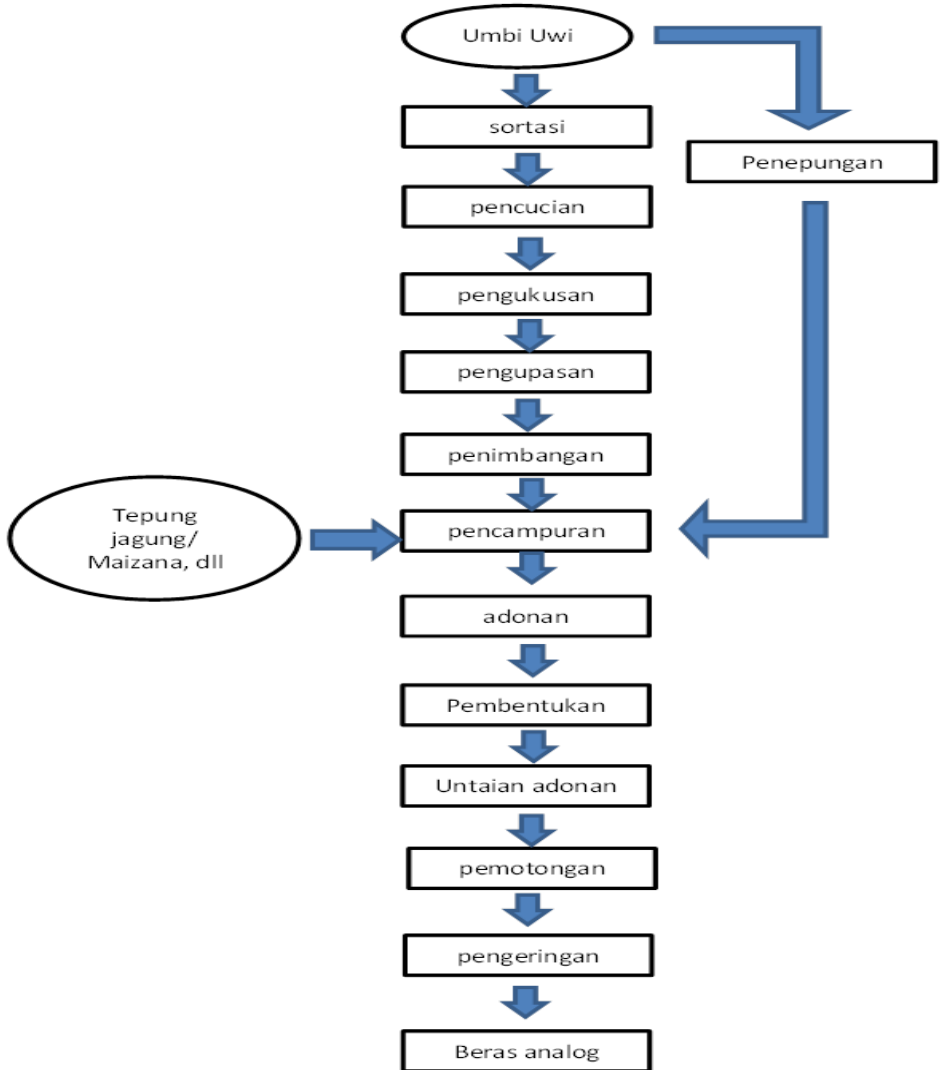 Umbi Uwi
sortasi
Penepungan
pencucian
pengukusan
pengupasan
penimbangan
Tepung
jagung/
Maizana, dll
pencampuran
adonan
Pembentukan
Untaian adonan
pemotongan
pengeringan
Beras analog